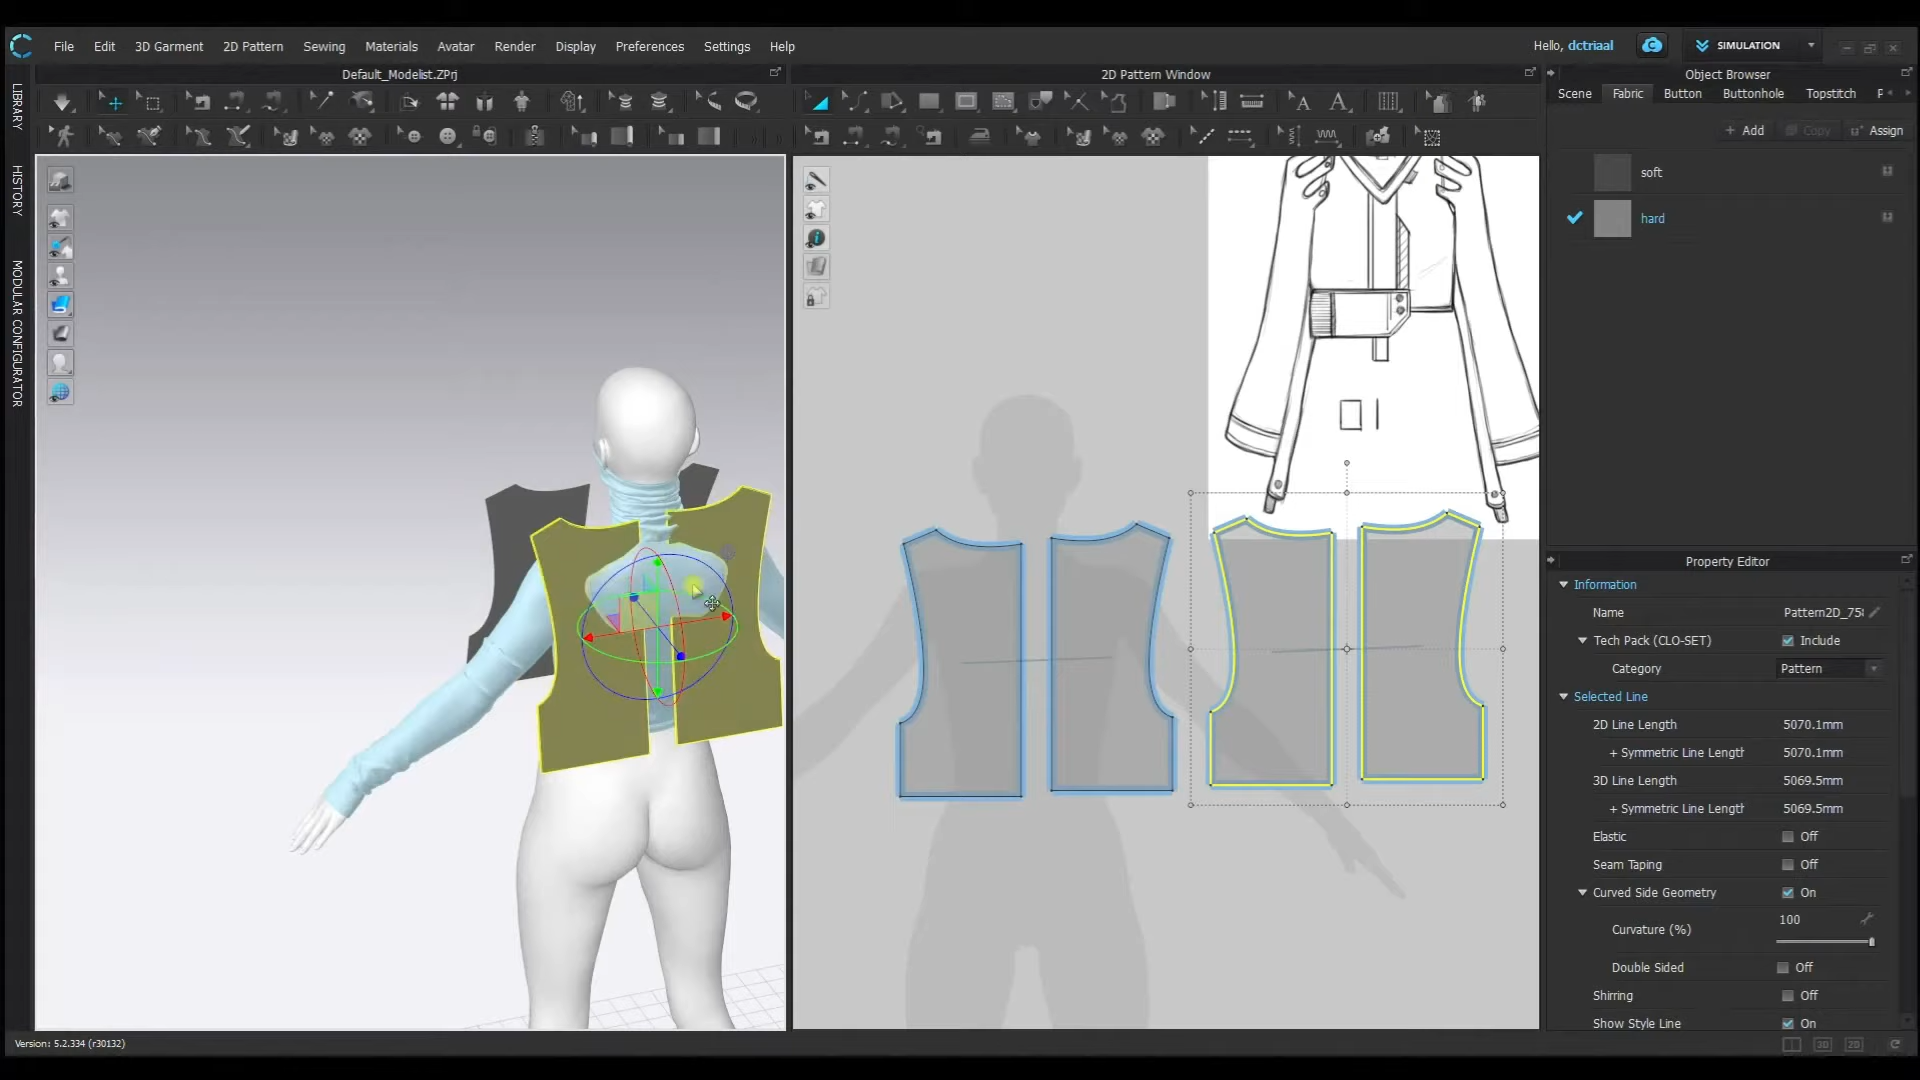 File Edit 3D Garment 2D Pattern Sewing Materials Avatar Render Display Preferences Settings Help
Hello, dctriaal
SIMULATION
Default_Modelist.ZPrj
2D Pattern Window
Object Browser
Scene Fabric Button Buttonhole Topstitch P
+ Add Copy Assign
soft
hard
LIBRARY
HISTORY
MODULAR CONFIGURATOR
Property Editor
Information
Name Pattern2D_758
Tech Pack (CLO-SET) Include
Category Pattern
Selected Line
2D Line Length 5070.1mm
+ Symmetric Line Length 5070.1mm
3D Line Length 5069.5mm
+ Symmetric Line Length 5069.5mm
Elastic Off
Seam Taping Off
Curved Side Geometry On
Curvature (%) 100
Double Sided Off
Shirring Off
Show Style Line On
Version: 5.2.334 (r30132)
3D 2D